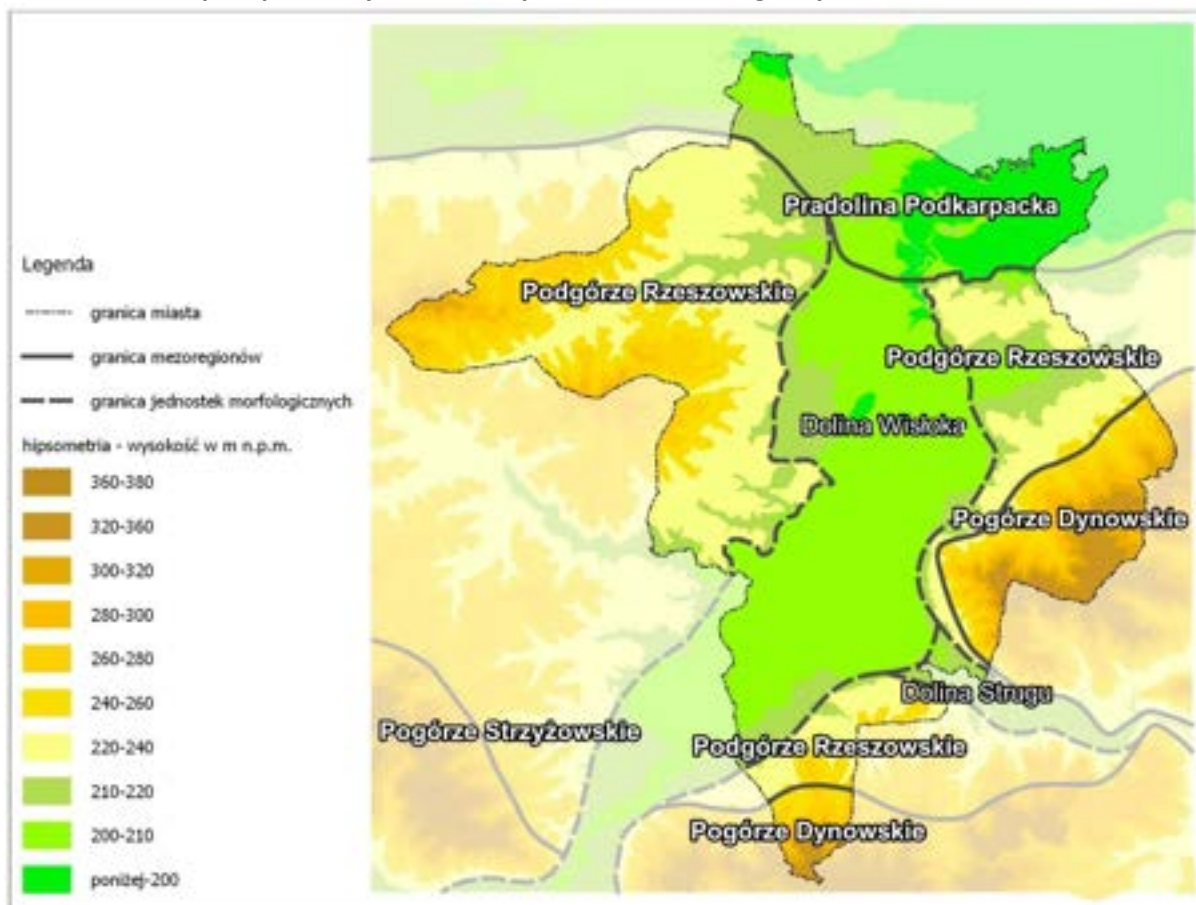 Legenda
granica miasta
granica mezoregionów
granica jednostek morfologicznych
hipsometria - wysokość w m n.p.m.
360-380
320-360
300-320
280-300
260-280
240-260
220-240
210-220
200-210
poniżej-200
Pradolina Podkarpacka
Podgórze Rzeszowskie
Podgórze Rzeszowskie
Dolina Wisłoka
Pogórze Dynowskie
Dolina Strugu
Pogórze Strzyżowskie
Podgórze Rzeszowskie
Pogórze Dynowskie